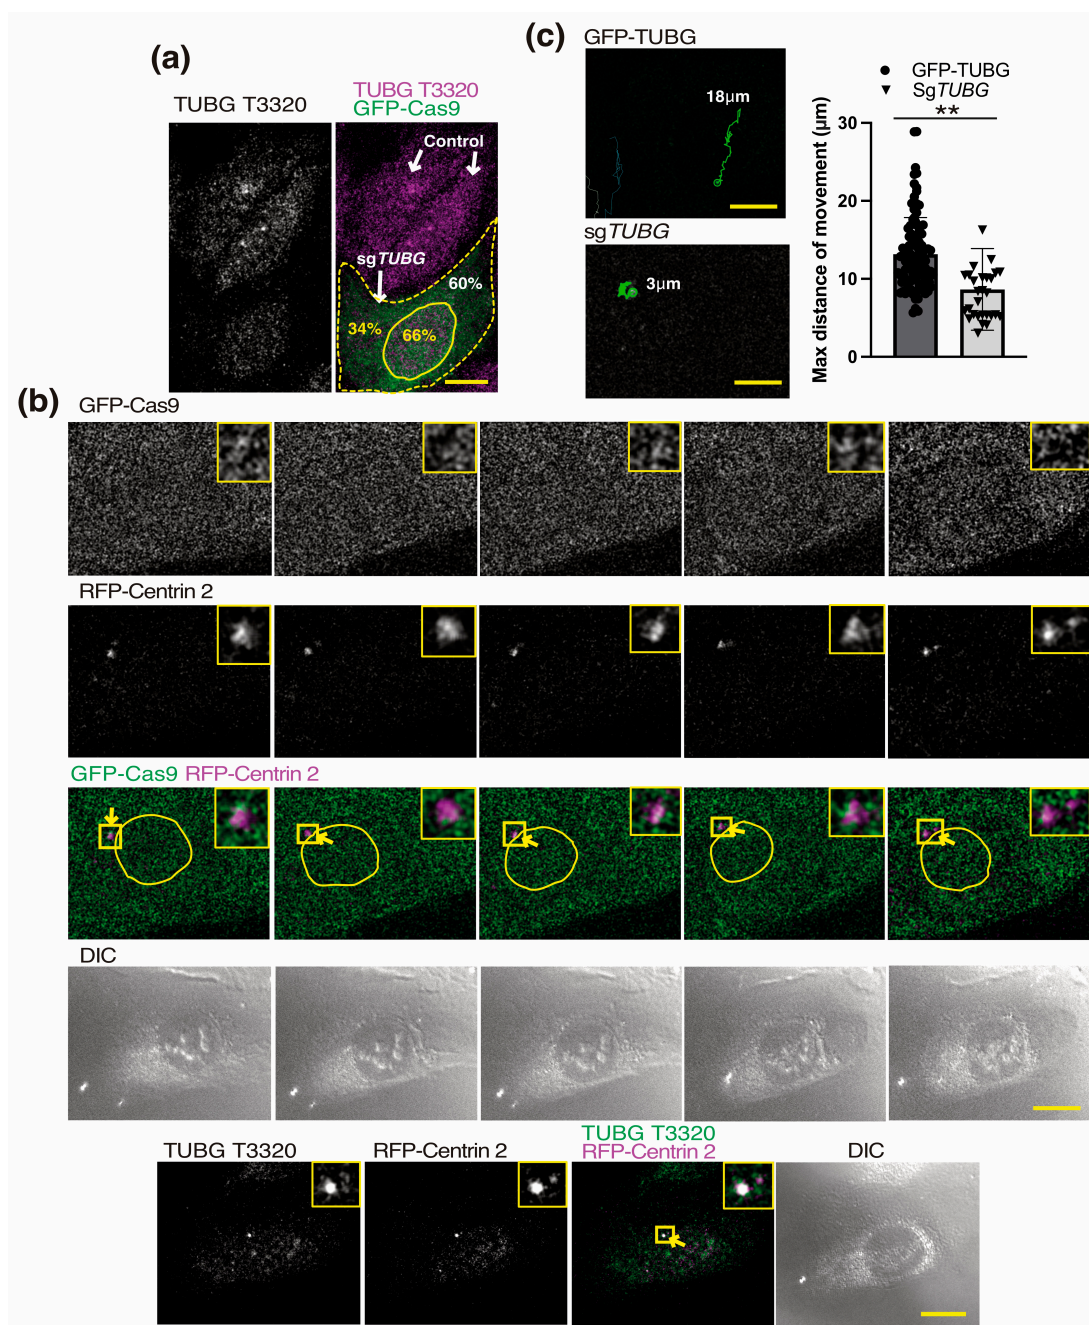 (a)
TUBG T3320
TUBG T3320
GFP-Cas9
Control
sgTUBG
60%
34%
66%
(c)
GFP-TUBG
18μm
sgTUBG
3μm
GFP-TUBG
SgTUBG
**
Max distance of movement (μm)
30
20
10
0
(b)
GFP-Cas9
RFP-Centrin 2
GFP-Cas9 RFP-Centrin 2
DIC
TUBG T3320
RFP-Centrin 2
TUBG T3320
RFP-Centrin 2
DIC